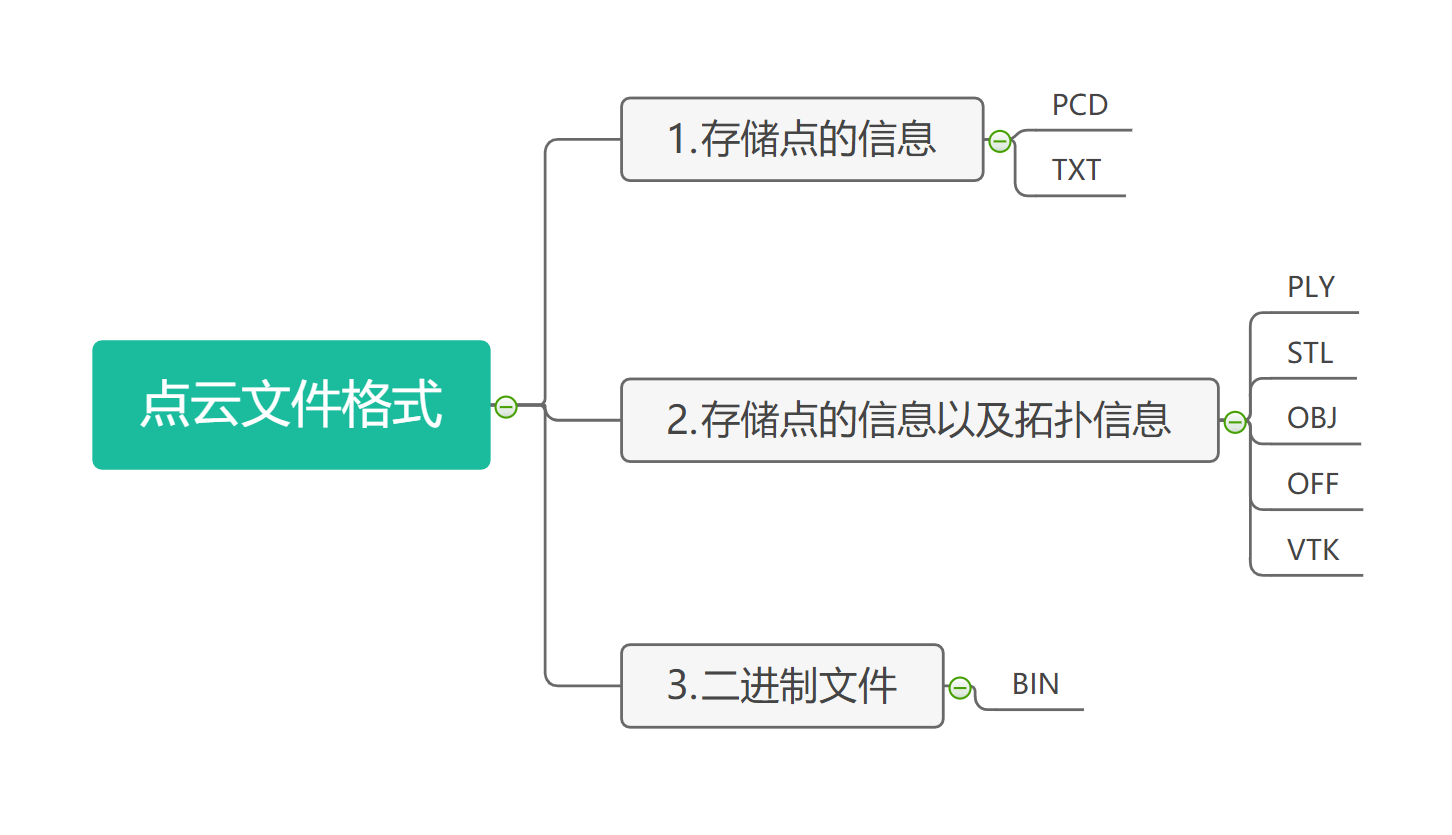 点云文件格式
1.存储点的信息
PCD
TXT
2.存储点的信息以及拓扑信息
PLY
STL
OBJ
OFF
VTK
3.二进制文件
BIN